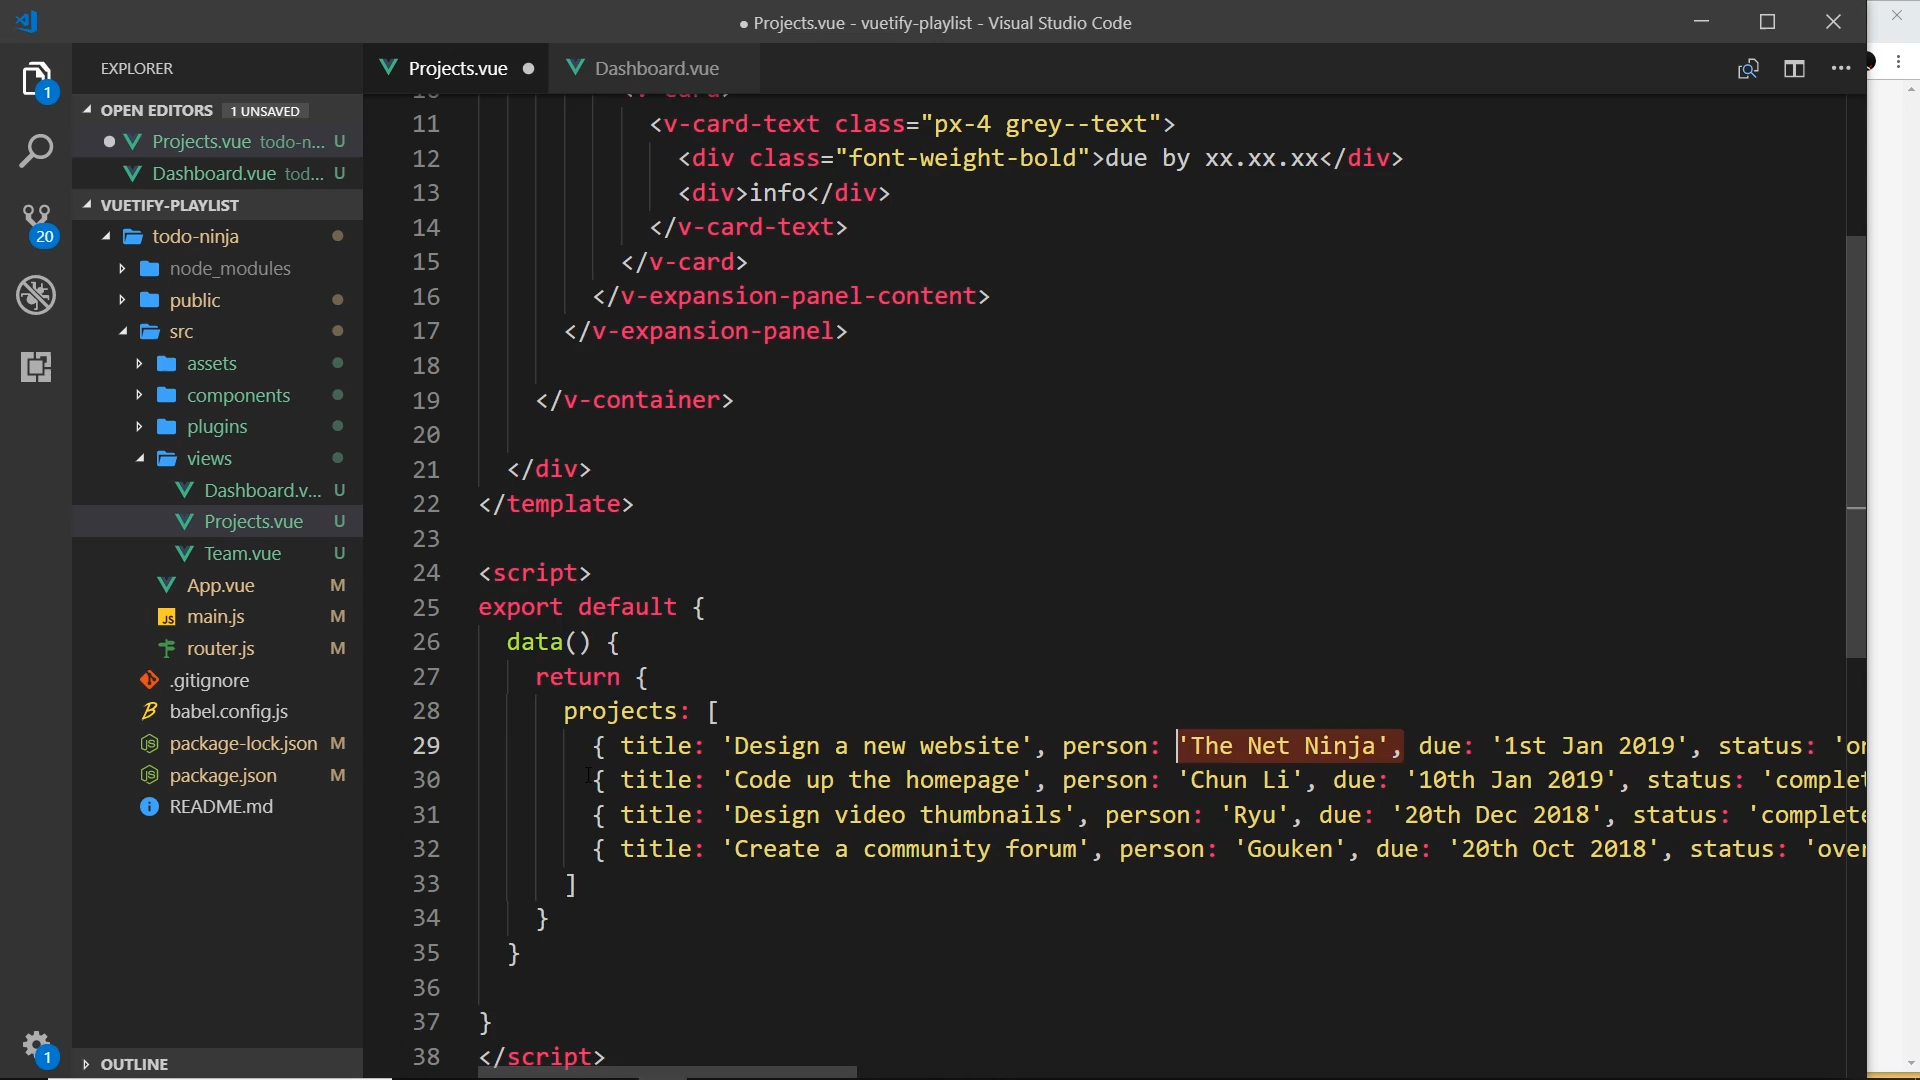 ● Projects.vue - vuetify-playlist - Visual Studio Code
EXPLORER
OPEN EDITORS 1 UNSAVED
Projects.vue todo-n... U
Dashboard.vue tod... U
VUETIFY-PLAYLIST
todo-ninja
node_modules
public
src
assets
components
plugins
views
Dashboard.v... U
Projects.vue U
Team.vue U
App.vue M
main.js M
router.js M
.gitignore
babel.config.js
package-lock.json M
package.json M
README.md
OUTLINE
1
20
1
Projects.vue
Dashboard.vue
11 <v-card-text class="px-4 grey--text">
12 <div class="font-weight-bold">due by xx.xx.xx</div>
13 <div>info</div>
14 </v-card-text>
15 </v-card>
16 </v-expansion-panel-content>
17 </v-expansion-panel>
18
19 </v-container>
20
21 </div>
22 </template>
23
24 <script>
25 export default {
26 data() {
27 return {
28 projects: [
29 { title: 'Design a new website', person: 'The Net Ninja', due: '1st Jan 2019', status: 'on
30 { title: 'Code up the homepage', person: 'Chun Li', due: '10th Jan 2019', status: 'complet
31 { title: 'Design video thumbnails', person: 'Ryu', due: '20th Dec 2018', status: 'complete
32 { title: 'Create a community forum', person: 'Gouken', due: '20th Oct 2018', status: 'over
33 ]
34 }
35 }
36
37 }
38 </script>